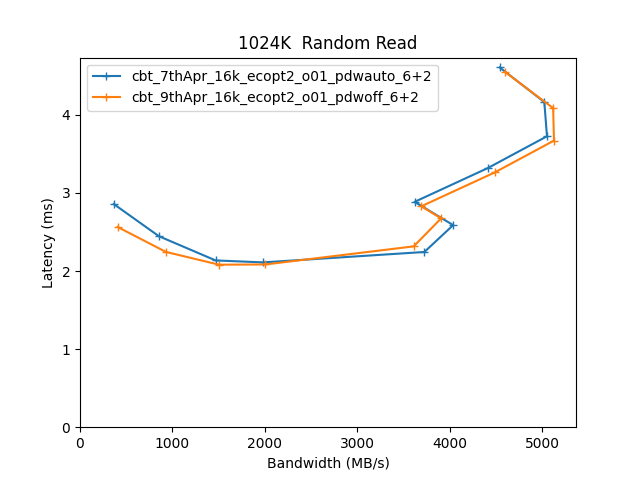 1024K  Random Read
cbt_7thApr_16k_ecopt2_o01_pdwauto_6+2
cbt_9thApr_16k_ecopt2_o01_pdwoff_6+2
Latency (ms)
4
3
2
1
0
0 1000 2000 3000 4000 5000
Bandwidth (MB/s)